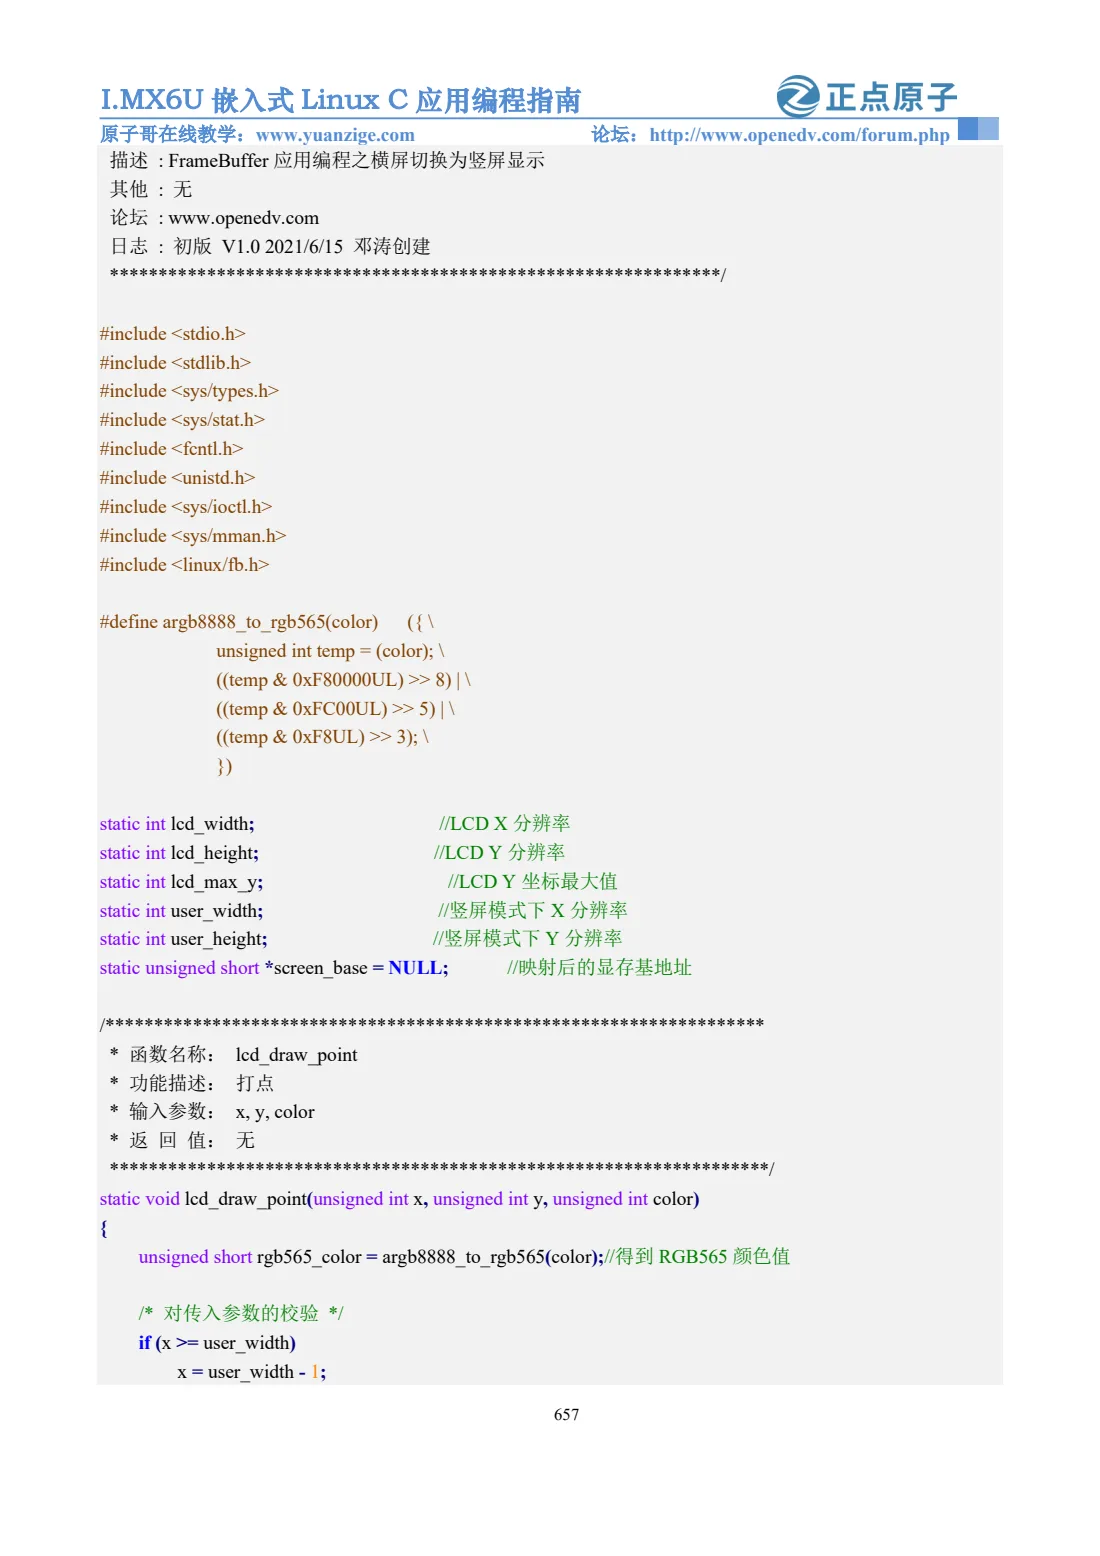 I.MX6U 嵌入式 Linux C 应用编程指南
正点原子
原子哥在线教学：www.yuanzige.com 论坛：http://www.openedv.com/forum.php
描述 : FrameBuffer 应用编程之横屏切换为竖屏显示
其他 : 无
论坛 : www.openedv.com
日志 : 初版 V1.0 2021/6/15 邓涛创建
***************************************************************/
#include <stdio.h>
#include <stdlib.h>
#include <sys/types.h>
#include <sys/stat.h>
#include <fcntl.h>
#include <unistd.h>
#include <sys/ioctl.h>
#include <sys/mman.h>
#include <linux/fb.h>
#define argb8888_to_rgb565(color) ({ \
unsigned int temp = (color); \
((temp & 0xF80000UL) >> 8) | \
((temp & 0xFC00UL) >> 5) | \
((temp & 0xF8UL) >> 3); \
})
static int lcd_width; //LCD X 分辨率
static int lcd_height; //LCD Y 分辨率
static int lcd_max_y; //LCD Y 坐标最大值
static int user_width; //竖屏模式下 X 分辨率
static int user_height; //竖屏模式下 Y 分辨率
static unsigned short *screen_base = NULL; //映射后的显存基地址
/********************************************************************
* 函数名称： lcd_draw_point
* 功能描述： 打点
* 输入参数： x, y, color
* 返 回 值： 无
********************************************************************/
static void lcd_draw_point(unsigned int x, unsigned int y, unsigned int color)
{
unsigned short rgb565_color = argb8888_to_rgb565(color);//得到 RGB565 颜色值
/* 对传入参数的校验 */
if (x >= user_width)
x = user_width - 1;
657